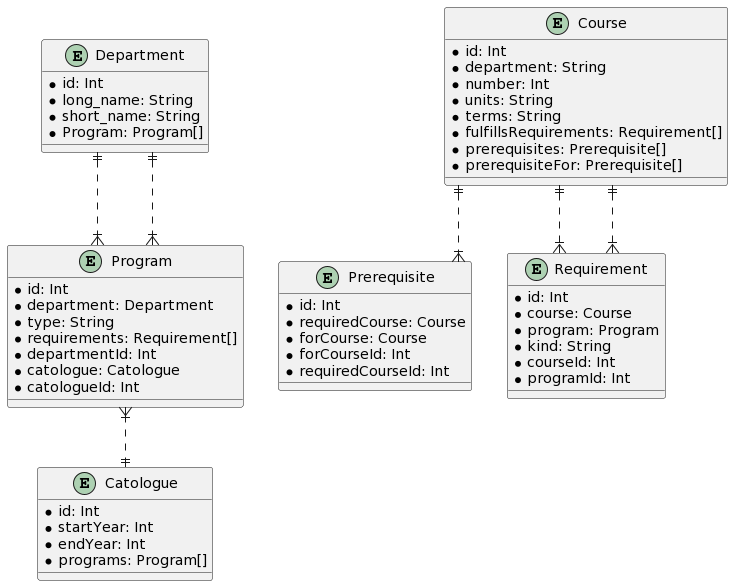 E Department
id: Int
long_name: String
short_name: String
Program: Program[]
E Course
id: Int
department: String
number: Int
units: String
terms: String
fulfillsRequirements: Requirement[]
prerequisites: Prerequisite[]
prerequisiteFor: Prerequisite[]
E Program
id: Int
department: Department
type: String
requirements: Requirement[]
departmentId: Int
catologue: Catologue
catologueId: Int
E Prerequisite
id: Int
requiredCourse: Course
forCourse: Course
forCourseId: Int
requiredCourseId: Int
E Requirement
id: Int
course: Course
program: Program
kind: String
courseId: Int
programId: Int
E Catologue
id: Int
startYear: Int
endYear: Int
programs: Program[]